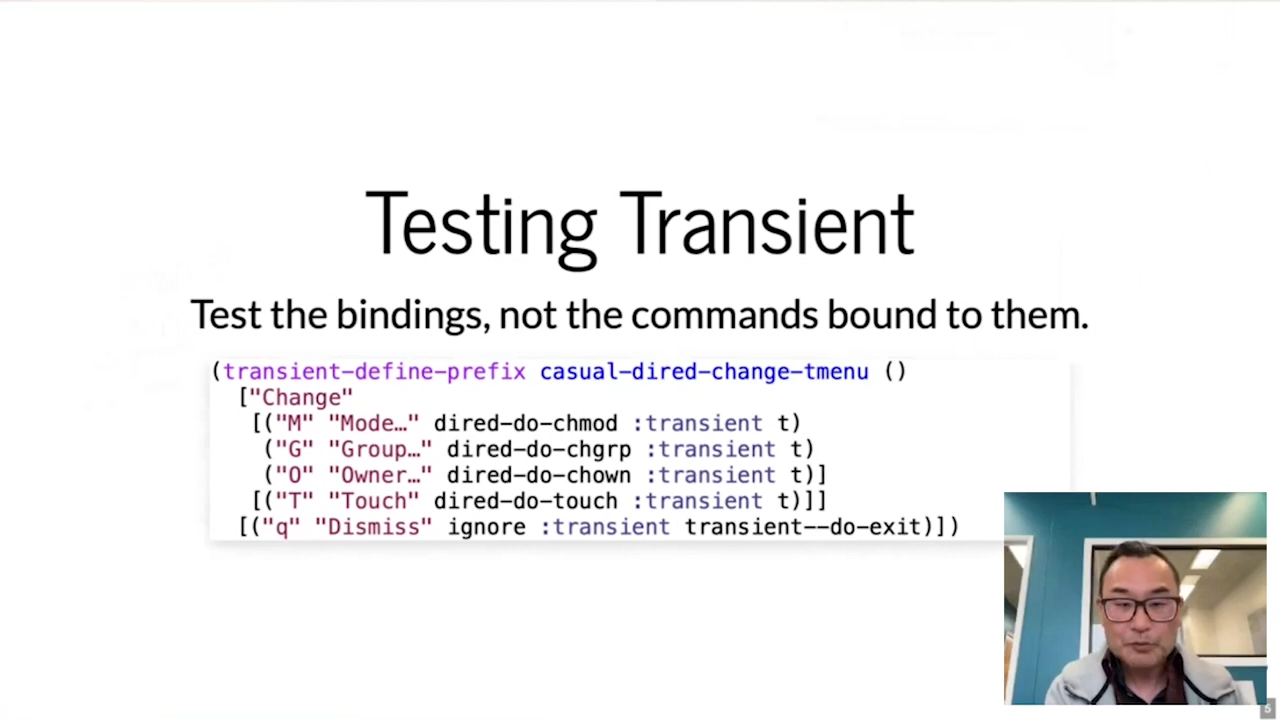 Testing Transient
Test the bindings, not the commands bound to them.
(transient-define-prefix casual-dired-change-tmenu ()
["Change"
[("M" "Mode…" dired-do-chmod :transient t)
("G" "Group…" dired-do-chgrp :transient t)
("O" "Owner…" dired-do-chown :transient t)]
[("T" "Touch" dired-do-touch :transient t)]]
[("q" "Dismiss" ignore :transient transient--do-exit)])
5